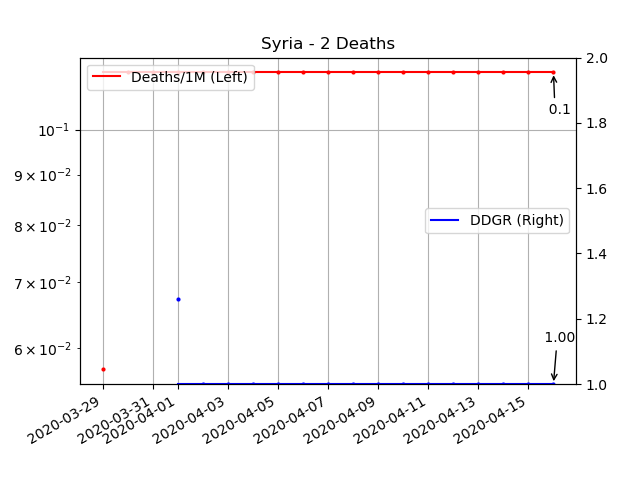 Syria - 2 Deaths
Deaths/1M (Left)
DDGR (Right)
0.1
1.00
10⁻¹
9 × 10⁻²
8 × 10⁻²
7 × 10⁻²
6 × 10⁻²
2.0
1.8
1.6
1.4
1.2
1.0
2020-03-29
2020-03-31
2020-04-01
2020-04-03
2020-04-05
2020-04-07
2020-04-09
2020-04-11
2020-04-13
2020-04-15